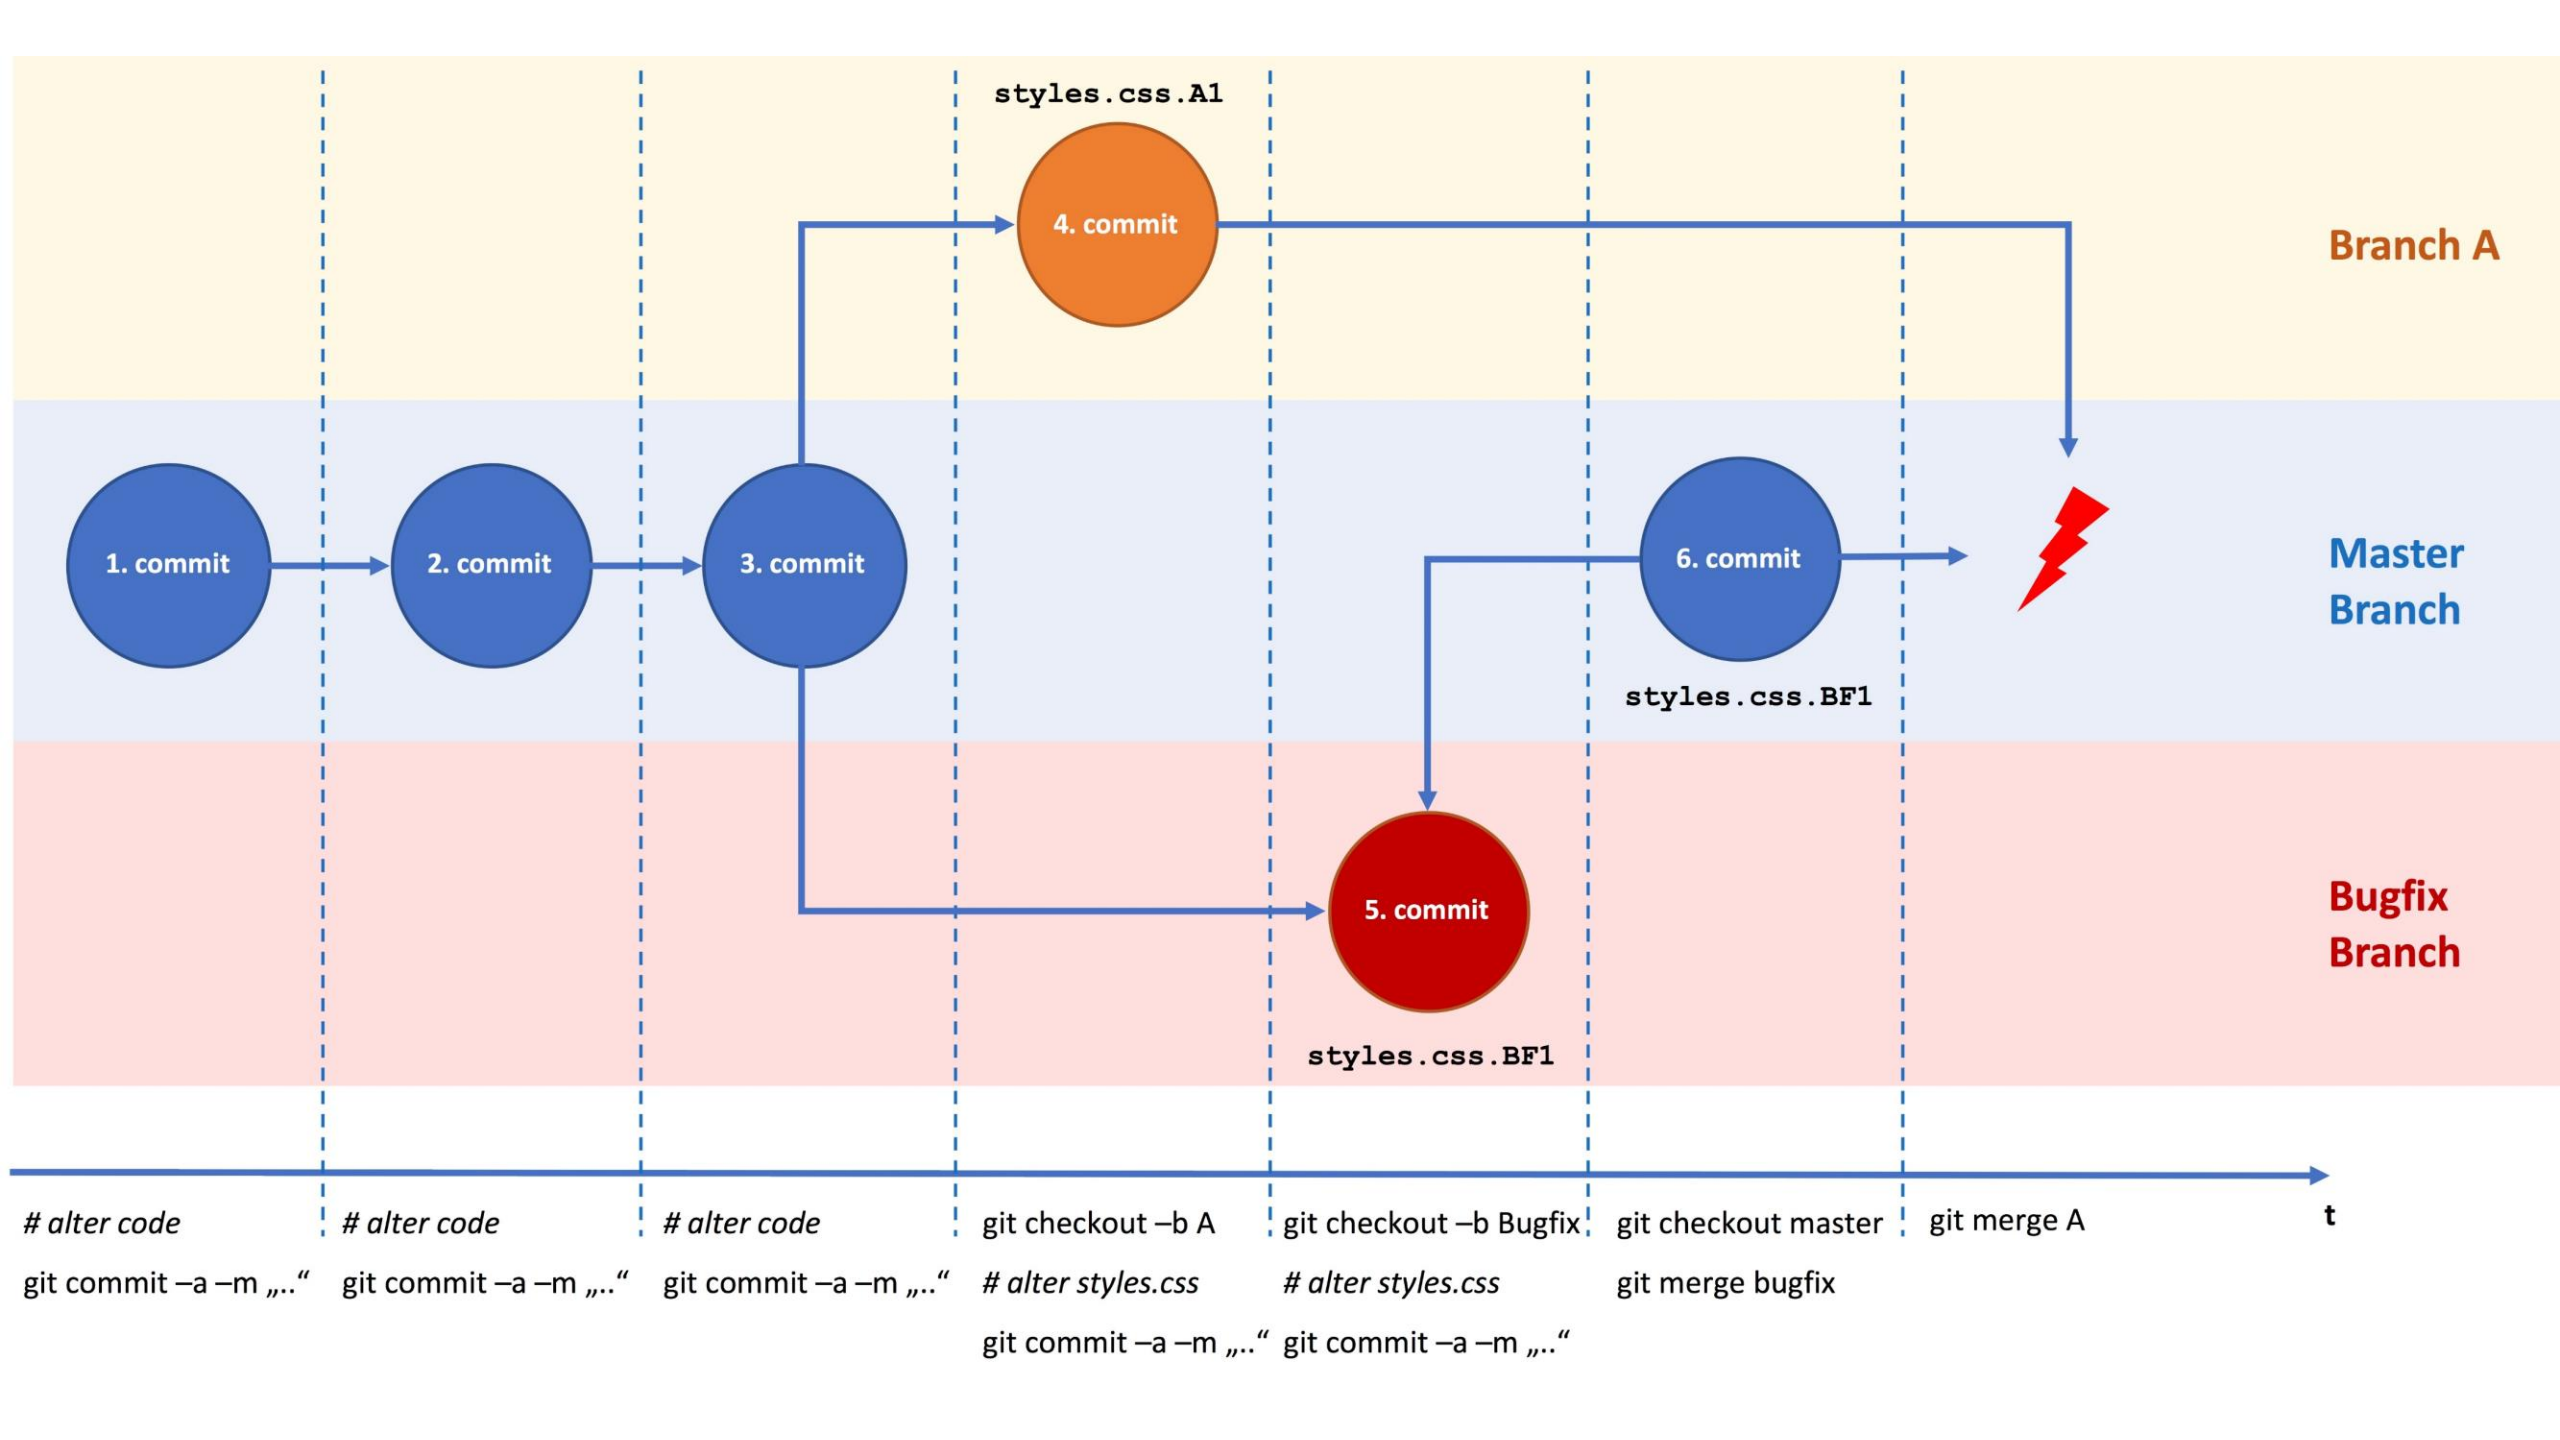 styles.css.A1
4. commit
Branch A
1. commit
2. commit
3. commit
6. commit
Master
Branch
styles.css.BF1
5. commit
Bugfix
Branch
styles.css.BF1
t
# alter code
git commit –a –m „..“
# alter code
git commit –a –m „..“
# alter code
git commit –a –m „..“
git checkout –b A
# alter styles.css
git commit –a –m „..“
git checkout –b Bugfix
# alter styles.css
git commit –a –m „..“
git checkout master
git merge bugfix
git merge A